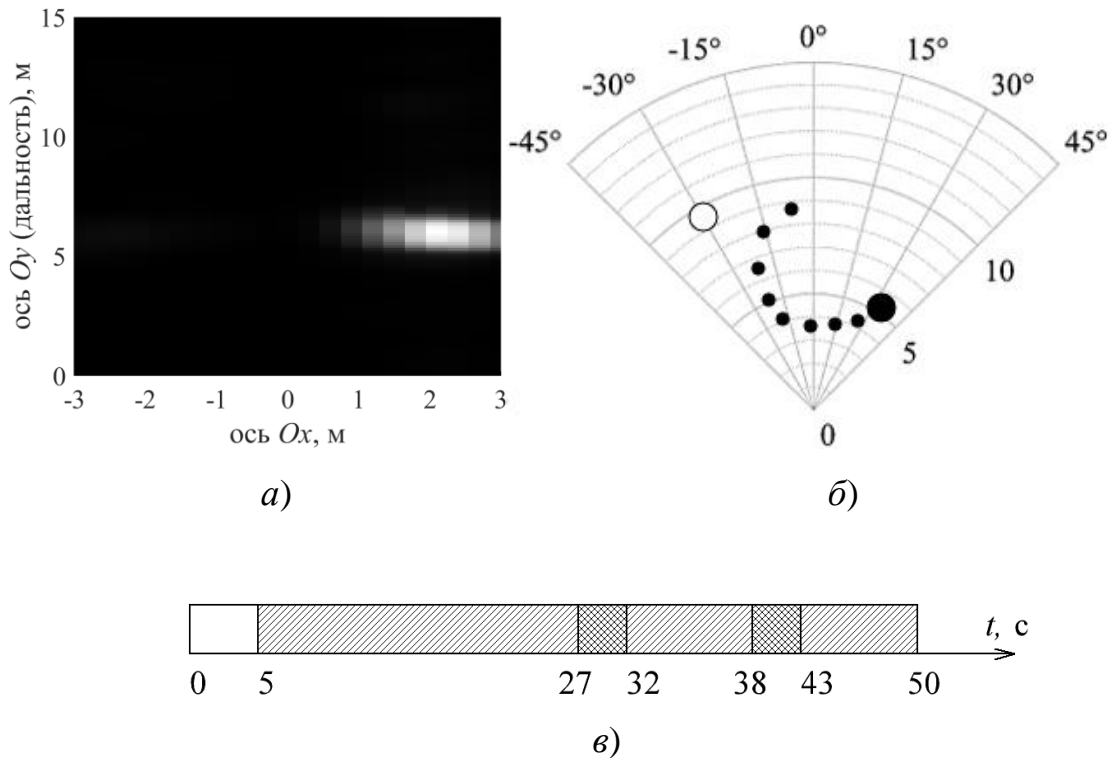 15
10
5
0
ось Oy (дальность), м
-3 -2 -1 0 1 2 3
ось Ox, м
а)
-45° -30° -15° 0° 15° 30° 45°
10
5
0
б)
t, с
0 5 27 32 38 43 50
в)